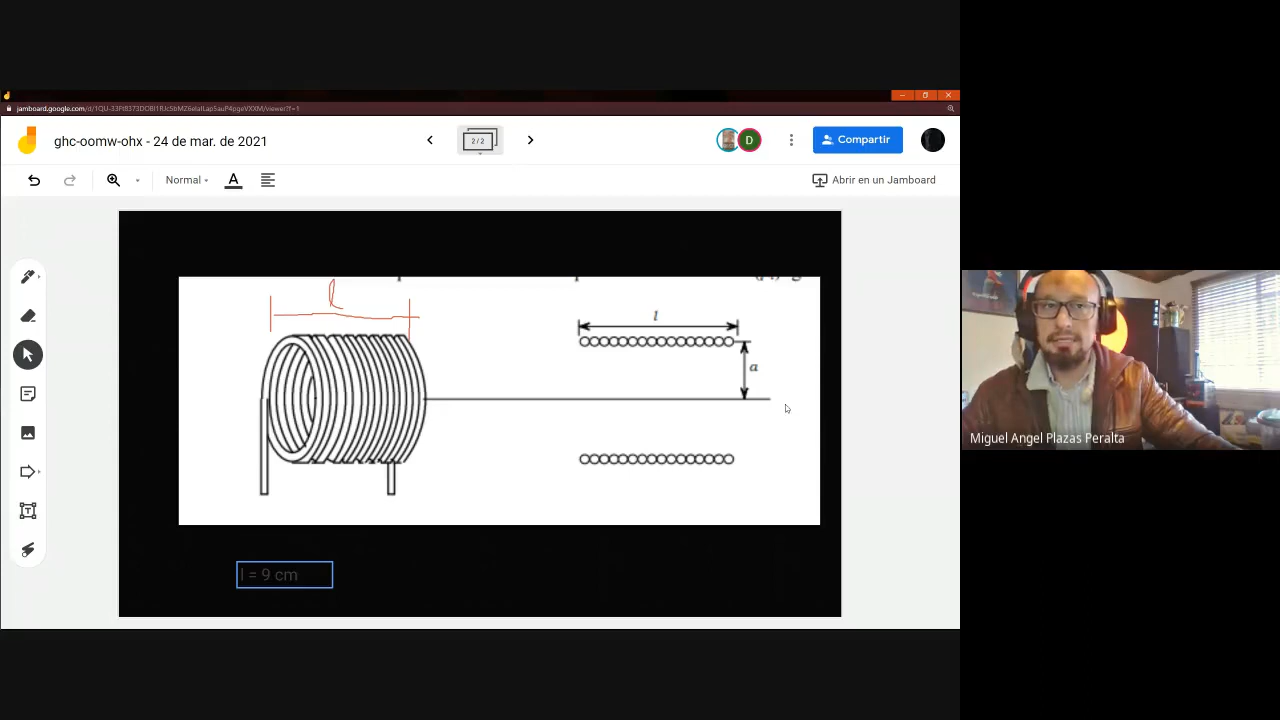 ghc-oomw-ohx - 24 de mar. de 2021
2 / 2
D
Compartir
Normal
A
Abrir en un Jamboard
l
l
a
l = 9 cm
Miguel Angel Plazas Peralta